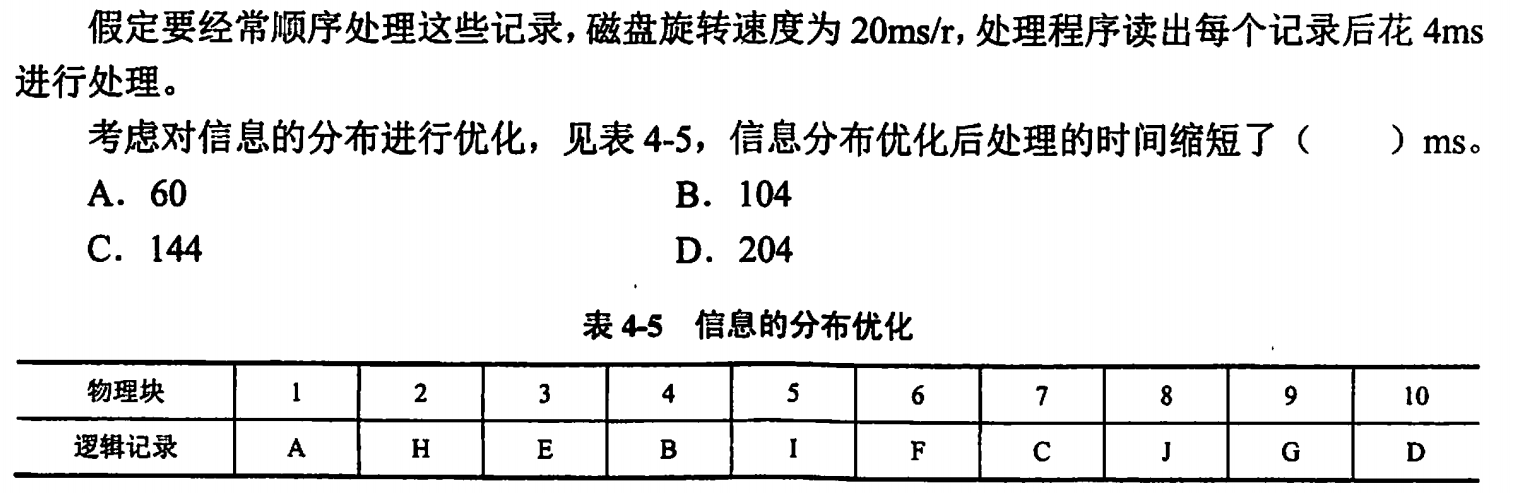 假定要经常顺序处理这些记录，磁盘旋转速度为 20ms/r，处理程序读出每个记录后花 4ms
进行处理。
考虑对信息的分布进行优化，见表 4-5，信息分布优化后处理的时间缩短了（　　）ms。
A．60　　B．104
C．144　　D．204
表 4-5　信息的分布优化
物理块 1 2 3 4 5 6 7 8 9 10
逻辑记录 A H E B I F C J G D